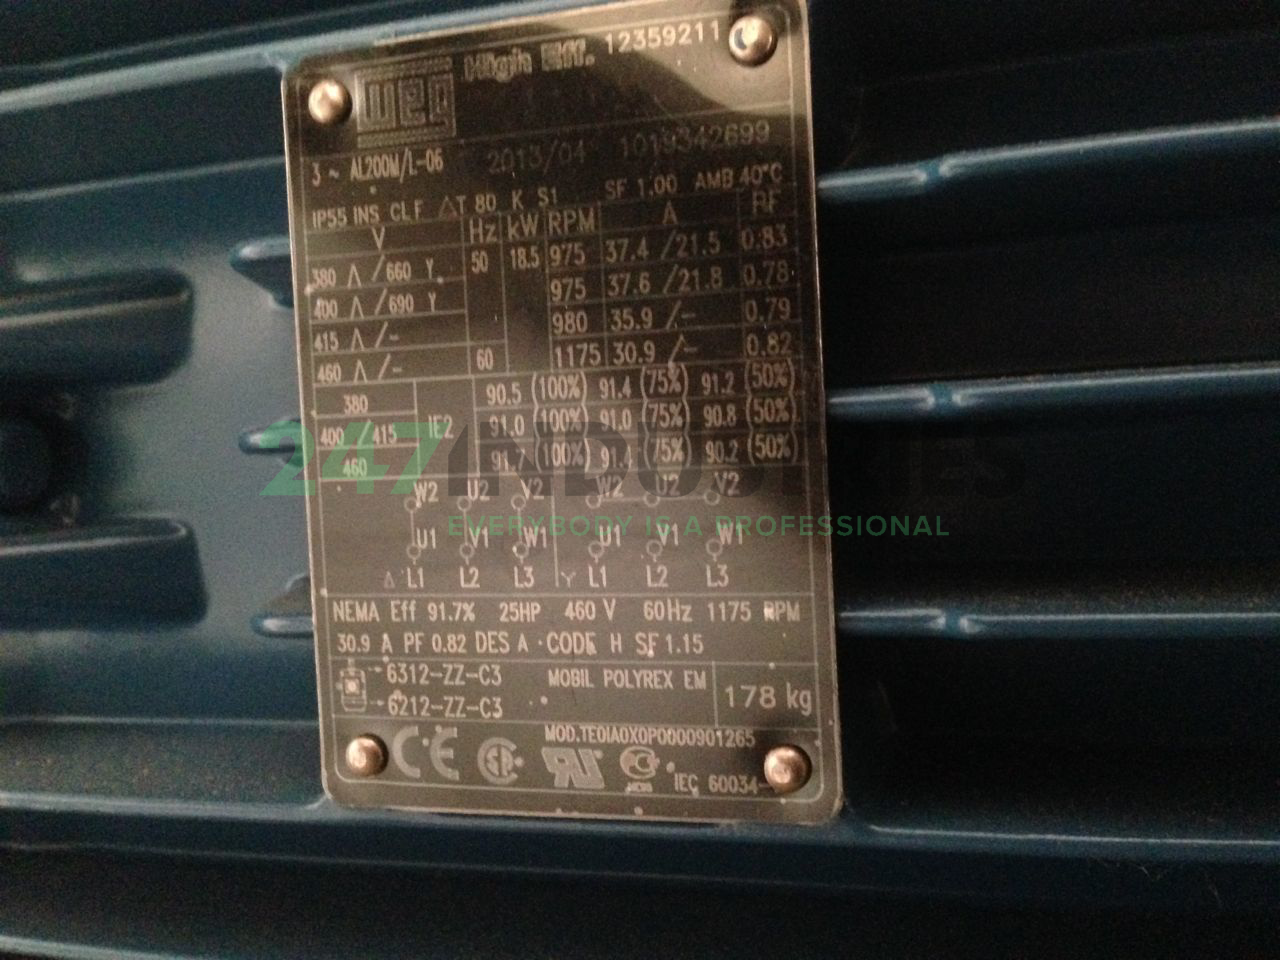 WEG High Eff. 12359211
3 ~ AL200M/L-06 2013/04 1019342699
IP55 INS CL F ΔT 80 K S1 SF 1.00 AMB 40°C
V Hz kW RPM A RF
380 Δ / 660 Y 50 18.5 975 37.4 / 21.5 0.83
400 Δ / 690 Y 975 37.6 / 21.8 0.78
415 Δ / - 980 35.9 / - 0.79
460 Δ / - 60 1175 30.9 / - 0.82
380 IE2 90.5 (100%) 91.4 (75%) 91.2 (50%)
400 / 415 91.0 (100%) 91.0 (75%) 90.8 (50%)
460 91.7 (100%) 91.4 (75%) 90.2 (50%)
247 INDUSTRIES
EVERYBODY IS A PROFESSIONAL
W2 U2 V2 W2 U2 V2
U1 V1 W1 U1 V1 W1
Δ L1 L2 L3 Y L1 L2 L3
NEMA Eff 91.7% 25HP 460 V 60Hz 1175 RPM
30.9 A PF 0.82 DES A CODE H SF 1.15
6312-ZZ-C3 MOBIL POLYREX EM
6212-ZZ-C3 178 kg
MOD.TE01A0X0P0000901265
CE IEC 60034-